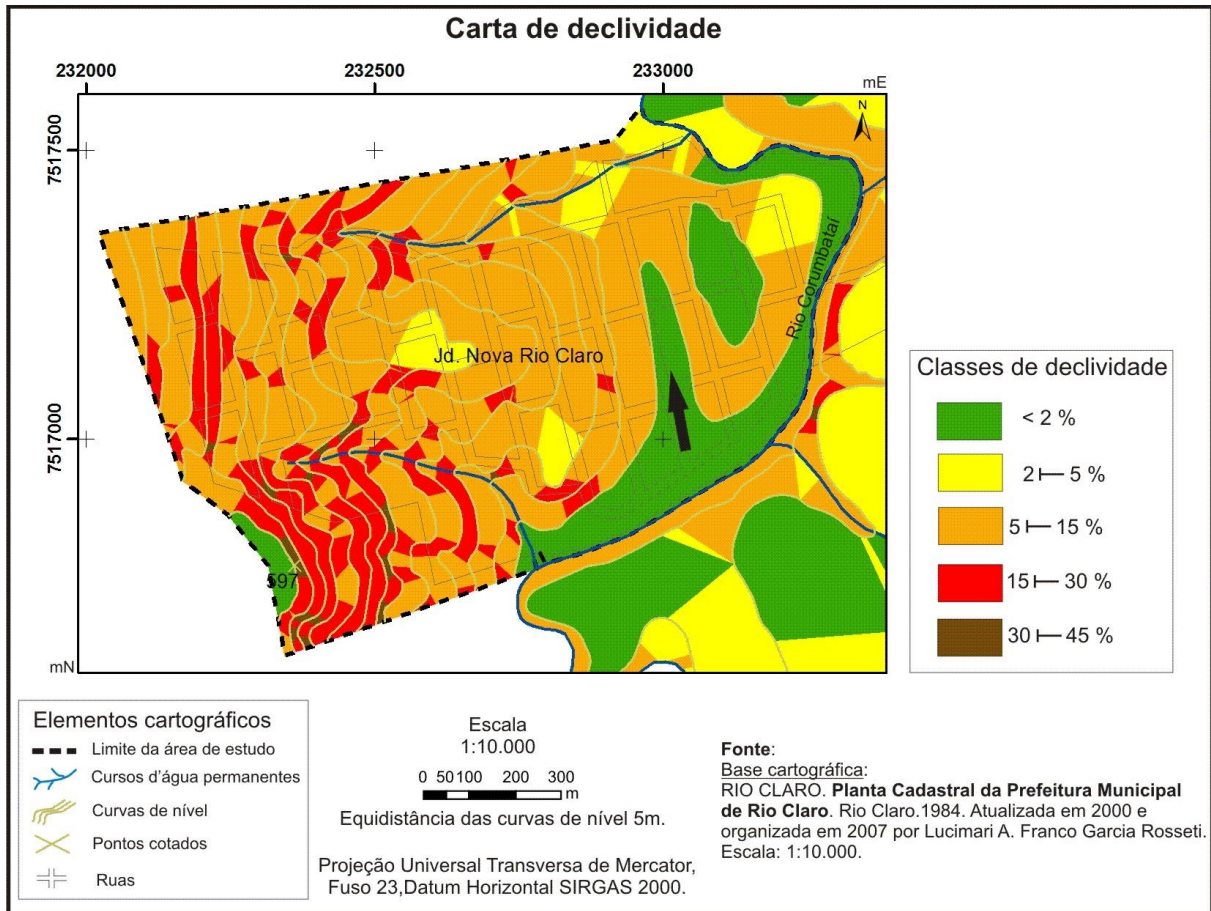 Carta de declividade
232000
232500
233000
mE
7517500
N
Rio Corumbataí
Jd. Nova Rio Claro
7517000
597
mN
Classes de declividade
< 2 %
2 ⊢ 5 %
5 ⊢ 15 %
15 ⊢ 30 %
30 ⊢ 45 %
Elementos cartográficos
Limite da área de estudo
Cursos d'água permanentes
Curvas de nível
Pontos cotados
Ruas
Escala
1:10.000
0 50 100 200 300
m
Equidistância das curvas de nível 5m.
Projeção Universal Transversa de Mercator,
Fuso 23,Datum Horizontal SIRGAS 2000.
Fonte:
Base cartográfica:
RIO CLARO. Planta Cadastral da Prefeitura Municipal
de Rio Claro. Rio Claro.1984. Atualizada em 2000 e
organizada em 2007 por Lucimari A. Franco Garcia Rosseti.
Escala: 1:10.000.